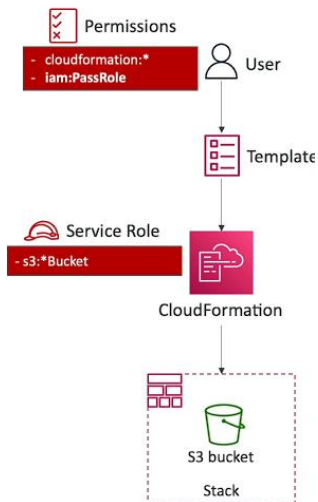 Permissions
- cloudformation:*
- iam:PassRole
User
Template
Service Role
- s3:*Bucket
CloudFormation
S3 bucket
Stack